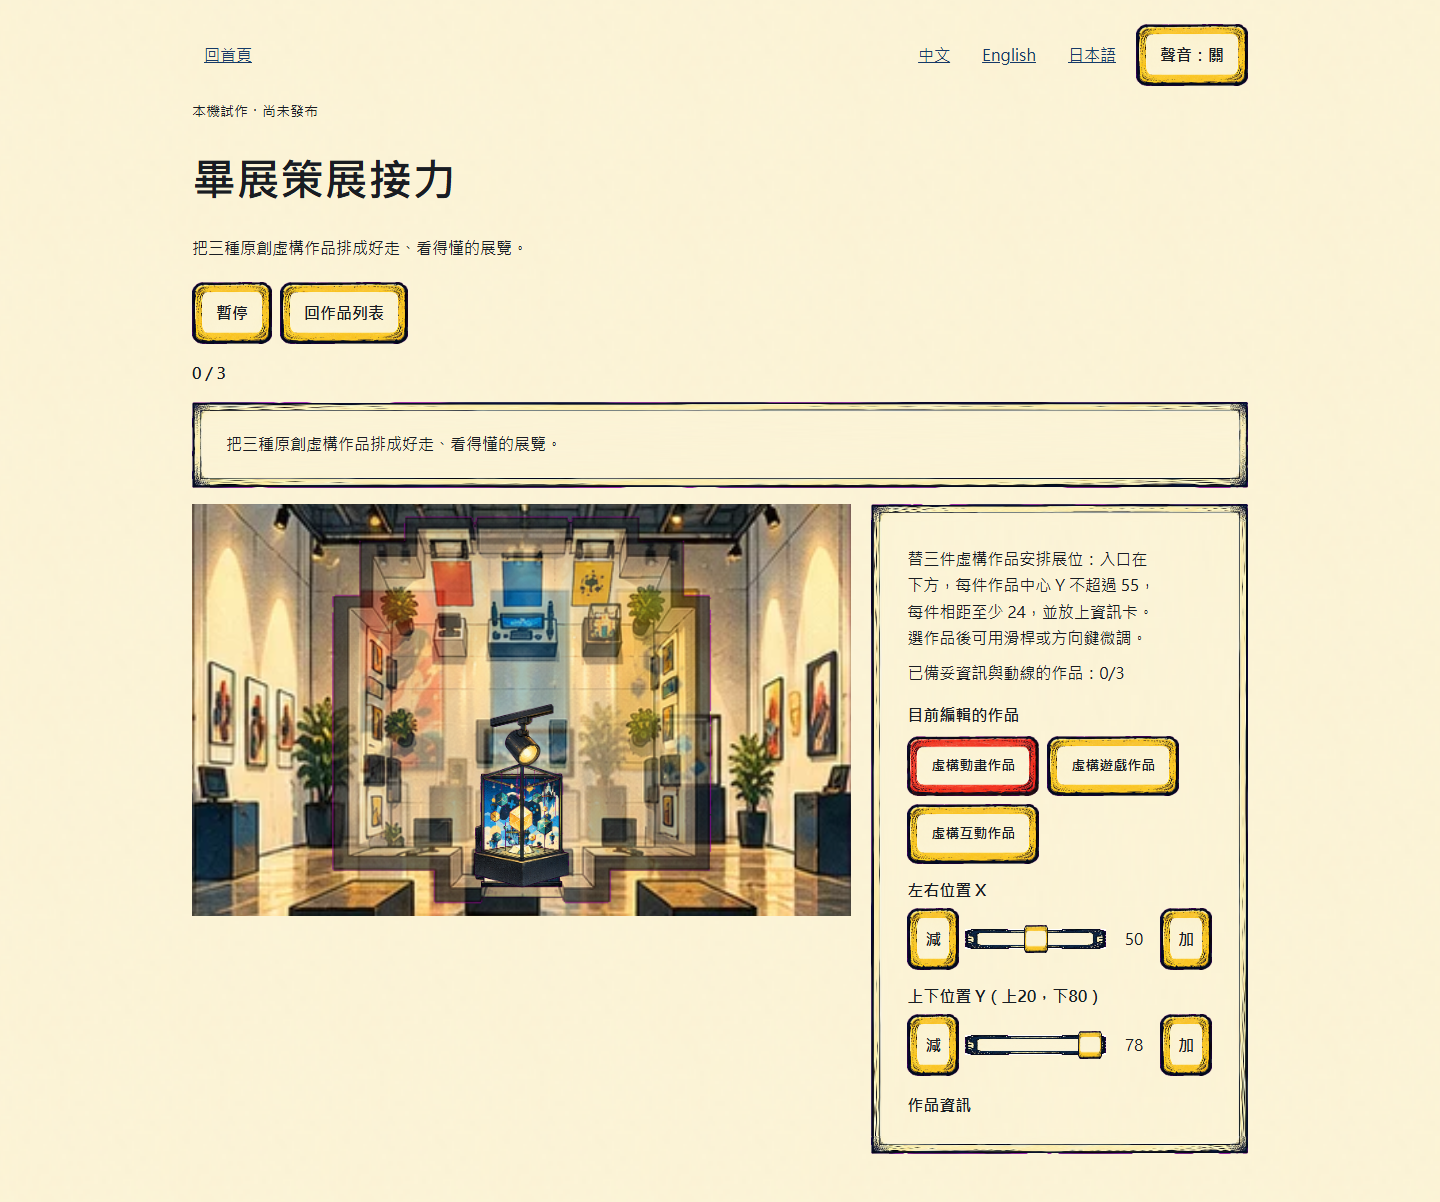 回首頁
中文 English 日本語 聲音：關
本機試作・尚未發布
畢展策展接力
把三種原創虛構作品排成好走、看得懂的展覽。
暫停 回作品列表
0 / 3
把三種原創虛構作品排成好走、看得懂的展覽。
替三件虛構作品安排展位：入口在
下方，每件作品中心 Y 不超過 55，
每件相距至少 24，並放上資訊卡。
選作品後可用滑桿或方向鍵微調。
已備妥資訊與動線的作品：0/3
目前編輯的作品
虛構動畫作品 虛構遊戲作品
虛構互動作品
左右位置 X
減 50 加
上下位置 Y（上20，下80）
減 78 加
作品資訊